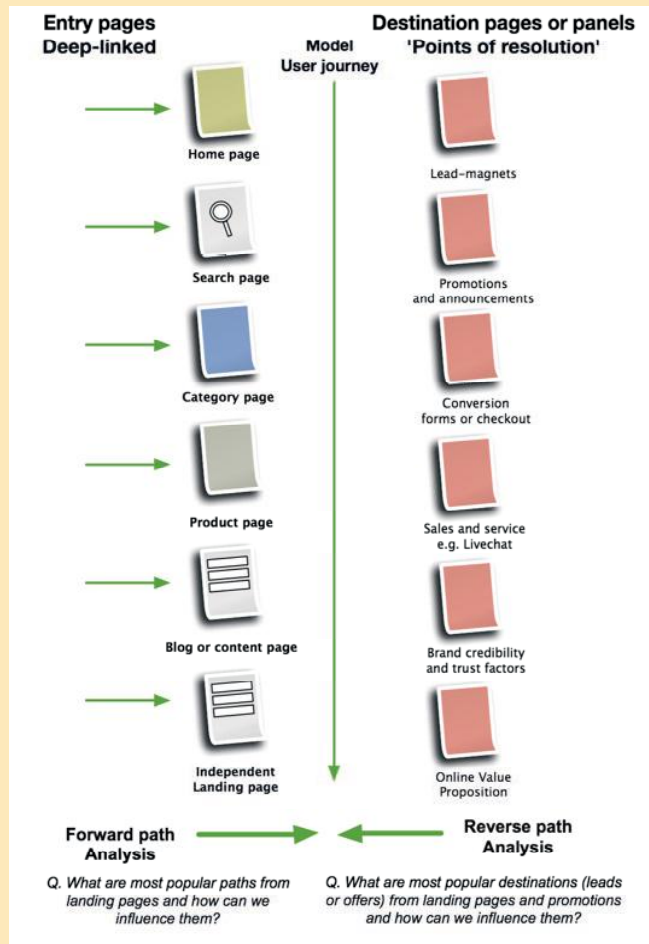 Entry pages
Deep-linked
Model
User journey
Destination pages or panels
'Points of resolution'
Home page
Search page
Category page
Product page
Blog or content page
Independent
Landing page
Lead-magnets
Promotions
and announcements
Conversion
forms or checkout
Sales and service
e.g. Livechat
Brand credibility
and trust factors
Online Value
Proposition
Forward path
Analysis
Q. What are most popular paths from
landing pages and how can we
influence them?
Reverse path
Analysis
Q. What are most popular destinations (leads
or offers) from landing pages and promotions
and how can we influence them?